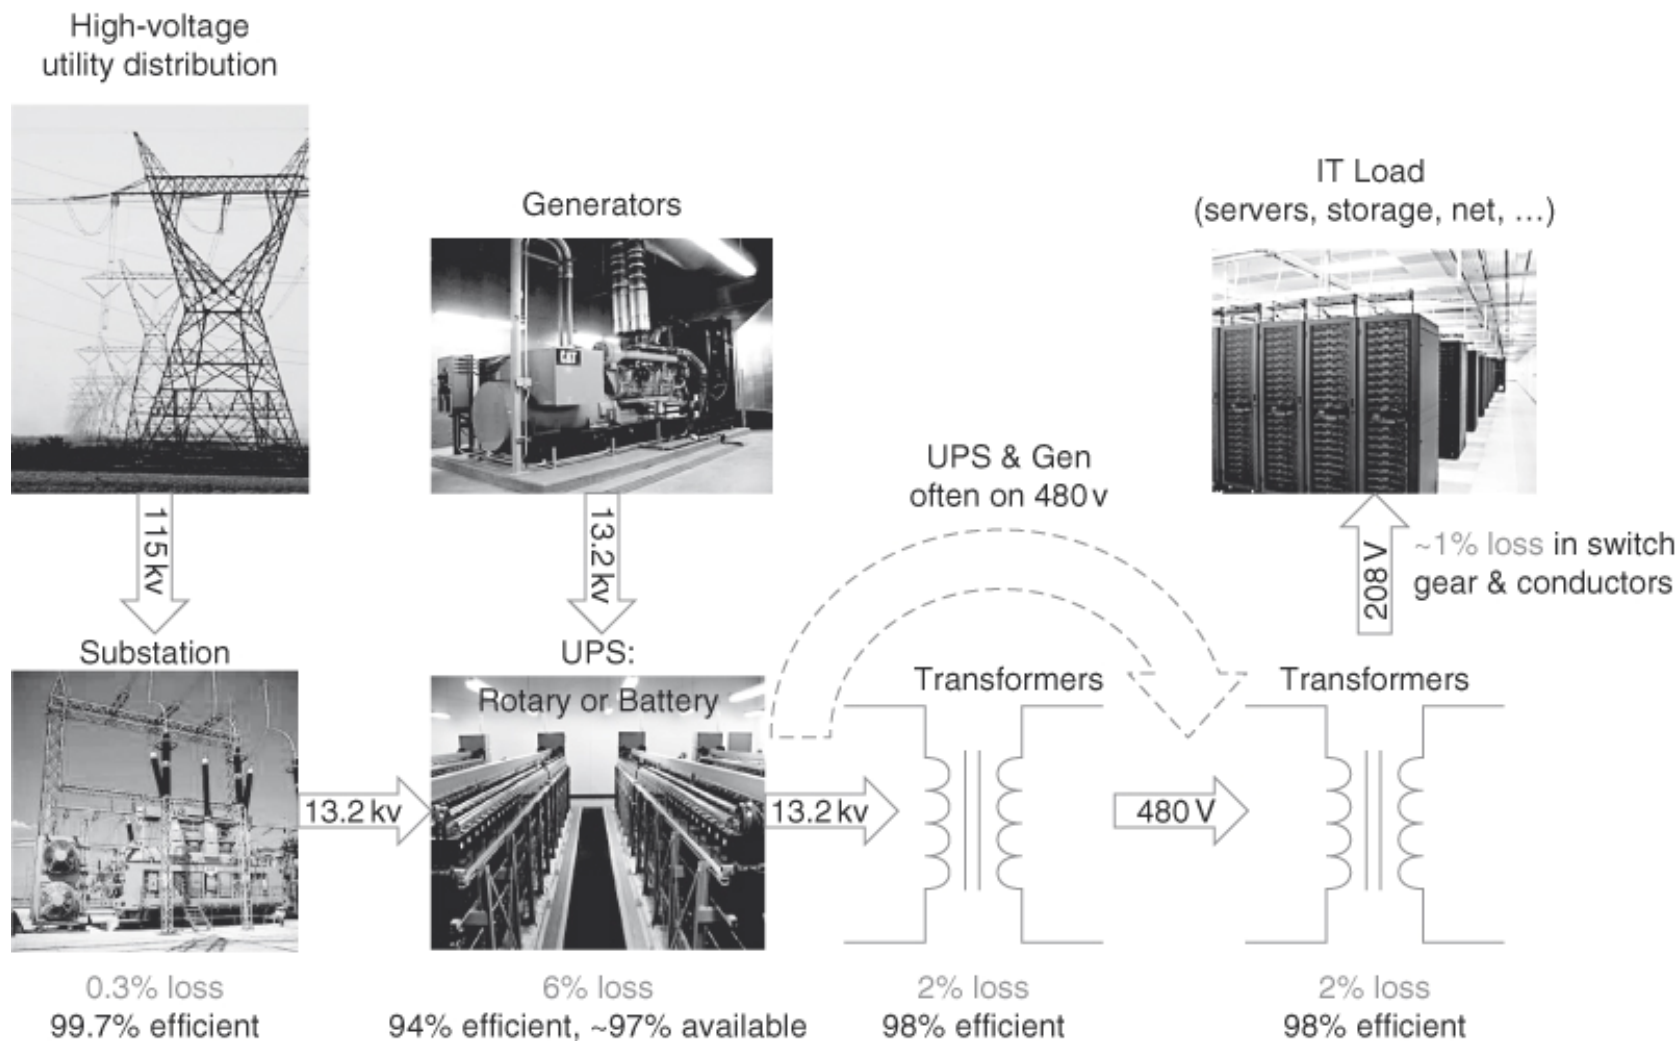 High-voltage
utility distribution
Generators
CAT
IT Load
(servers, storage, net, ...)
115 kv
13.2 kv
UPS & Gen
often on 480 v
208 V
~1% loss in switch
gear & conductors
Substation
UPS:
Rotary or Battery
Transformers
Transformers
13.2 kv
13.2 kv
480 V
0.3% loss
99.7% efficient
6% loss
94% efficient, ~97% available
2% loss
98% efficient
2% loss
98% efficient